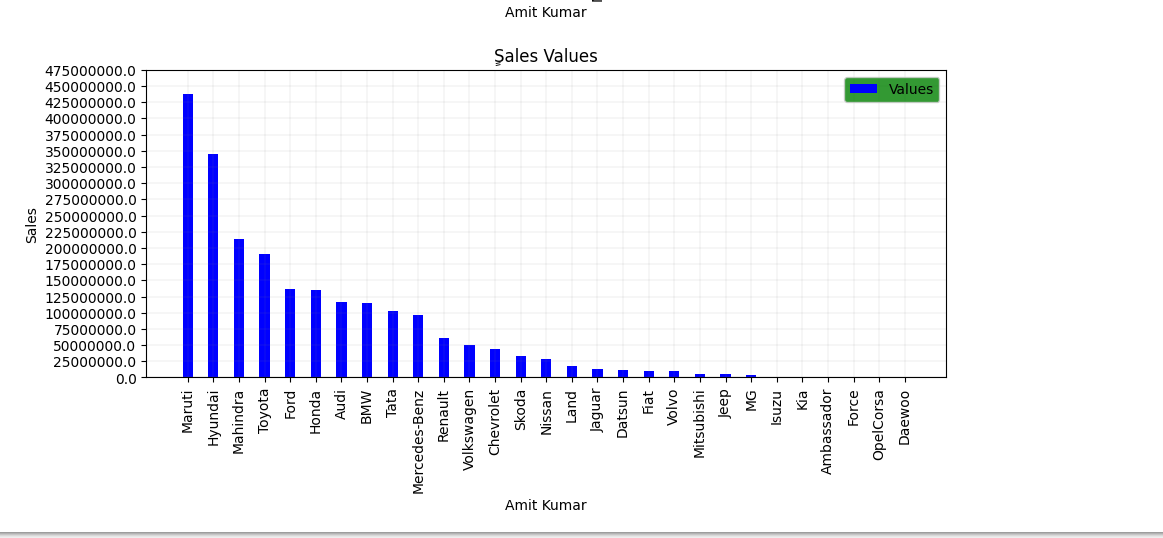 Amit Kumar
Sales Values
475000000.0
450000000.0
425000000.0
400000000.0
375000000.0
350000000.0
325000000.0
300000000.0
275000000.0
250000000.0
225000000.0
200000000.0
175000000.0
150000000.0
125000000.0
100000000.0
75000000.0
50000000.0
25000000.0
0.0
Sales
Values
Maruti
Hyundai
Mahindra
Toyota
Ford
Honda
Audi
BMW
Tata
Mercedes-Benz
Renault
Volkswagen
Chevrolet
Skoda
Nissan
Land
Jaguar
Datsun
Fiat
Volvo
Mitsubishi
Jeep
MG
Isuzu
Kia
Ambassador
Force
OpelCorsa
Daewoo
Amit Kumar